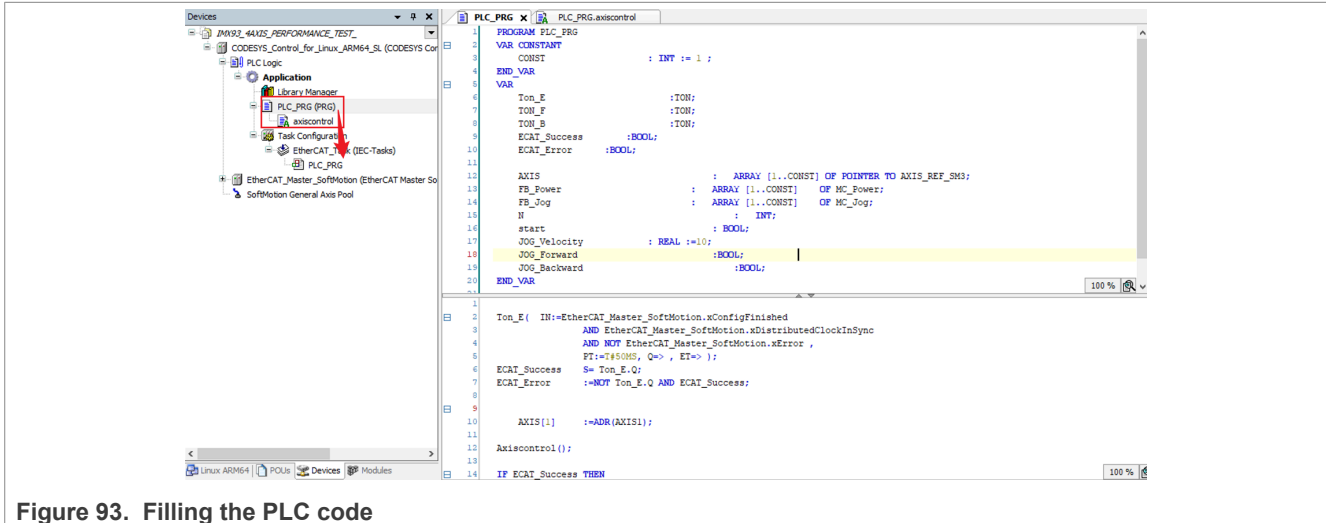 Devices
IMX93_4AXIS_PERFORMANCE_TEST_
CODESYS_Control_for_Linux_ARM64_SL (CODESYS Cor
PLC Logic
Application
Library Manager
PLC_PRG (PRG)
axiscontrol
Task Configuration
EtherCAT_Task (IEC-Tasks)
PLC_PRG
EtherCAT_Master_SoftMotion (EtherCAT Master So
SoftMotion General Axis Pool
Linux ARM64 POUs Devices Modules
PLC_PRG PLC_PRG.axiscontrol
1 PROGRAM PLC_PRG
2 VAR CONSTANT
3 CONST : INT := 1 ;
4 END_VAR
5 VAR
6 Ton_E :TON;
7 TON_F :TON;
8 TON_B :TON;
9 ECAT_Success :BOOL;
10 ECAT_Error :BOOL;
11
12 AXIS : ARRAY [1..CONST] OF POINTER TO AXIS_REF_SM3;
13 FB_Power : ARRAY [1..CONST] OF MC_Power;
14 FB_Jog : ARRAY [1..CONST] OF MC_Jog;
15 N : INT;
16 start : BOOL;
17 JOG_Velocity : REAL :=10;
18 JOG_Forward :BOOL;
19 JOG_Backward :BOOL;
20 END_VAR
100 %
1
2 Ton_E( IN:=EtherCAT_Master_SoftMotion.xConfigFinished
3 AND EtherCAT_Master_SoftMotion.xDistributedClockInSync
4 AND NOT EtherCAT_Master_SoftMotion.xError ,
5 PT:=T#50MS, Q=> , ET=> );
6 ECAT_Success S= Ton_E.Q;
7 ECAT_Error :=NOT Ton_E.Q AND ECAT_Success;
8
9
10 AXIS[1] :=ADR(AXIS1);
11
12 Axiscontrol();
13
14 IF ECAT_Success THEN
100 %
Figure 93. Filling the PLC code